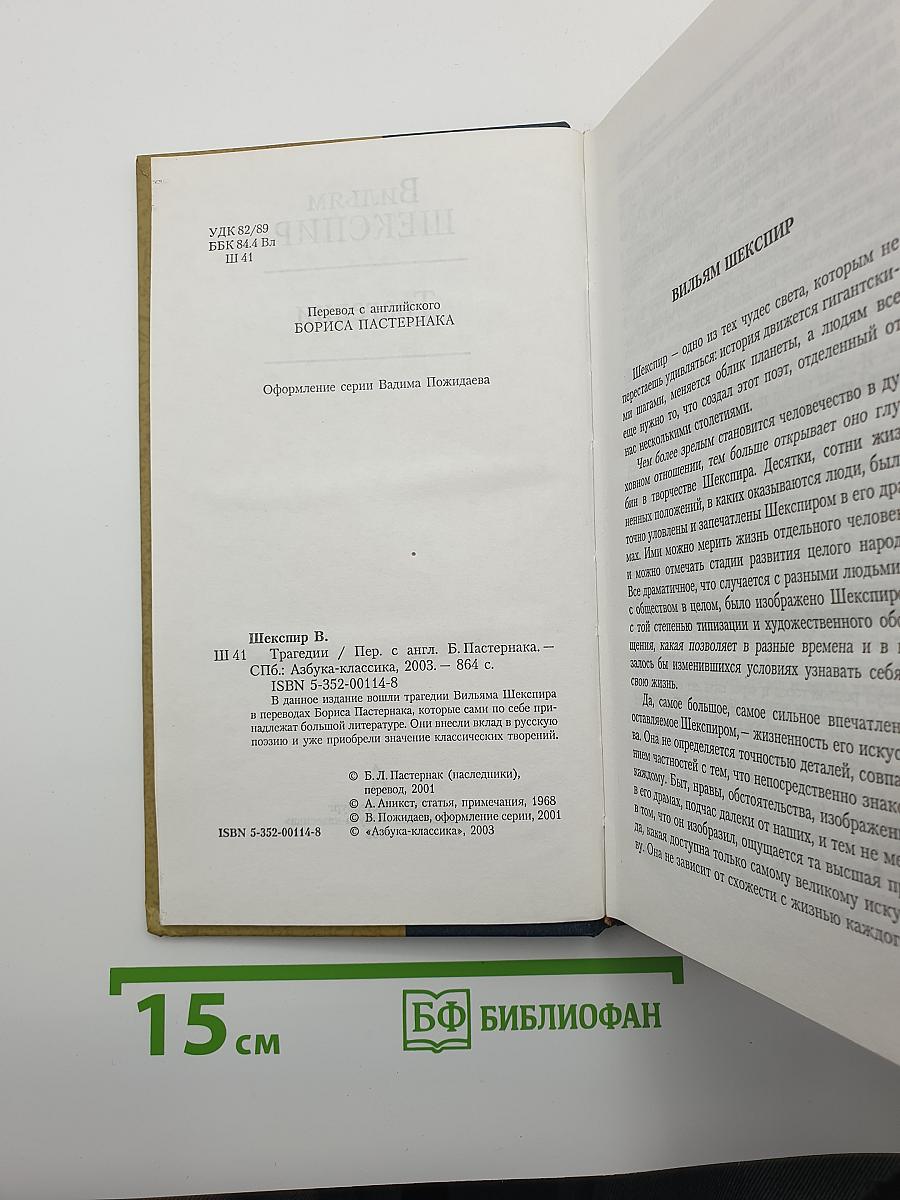 УДК 82/89
ББК 84.4 Вл
Ш 41
Перевод с английского
БОРИСА ПАСТЕРНАКА
Оформление серии Вадима Пожидаева
Шекспир В.
Ш 41 Трагедии / Пер. с англ. Б. Пастернака. —
СПб.: Азбука-классика, 2003. — 864 с.
ISBN 5-352-00114-8
В данное издание вошли трагедии Вильяма Шекспира
в переводах Бориса Пастернака, которые сами по себе при-
надлежат большой литературе. Они внесли вклад в русскую
поэзию и уже приобрели значение классических творений.
© Б. Л. Пастернак (наследники),
перевод, 2001
© А. Аникст, статья, примечания, 1968
© В. Пожидаев, оформление серии, 2001
ISBN 5-352-00114-8 © «Азбука-классика», 2003
ВИЛЬЯМ ШЕКСПИР
Шекспир — одно из тех чудес света, которым не
перестаешь удивляться: история движется гигантски-
ми шагами, меняется облик планеты, а людям все
еще нужно то, что создал этот поэт, отделенный от
нас несколькими столетиями.
Чем более зрелым становится человечество в ду-
ховном отношении, тем больше открывает оно глу-
бин в творчестве Шекспира. Десятки, сотни жиз-
ненных положений, в каких оказываются люди, был
точно уловлены и запечатлены Шекспиром в его дра
мах. Ими можно мерить жизнь отдельного человек
и можно отмечать стадии развития целого народ
Все драматичное, что случается с разными людьми
с обществом в целом, было изображено Шекспиро
с той степенью типизации и художественного обо
щения, какая позволяет в разные времена и в
залось бы изменившихся условиях узнавать себя
свою жизнь.
Да, самое большое, самое сильное впечатлен
оставляемое Шекспиром, — жизненность его искус
ва. Она не определяется точностью деталей, совпа
нием частностей с тем, что непосредственно знако
каждому. Быт, нравы, обстоятельства, изображен
в его драмах, подчас далеки от наших, и тем не ме
в том, что он изобразил, ощущается та высшая пр
да, какая доступна только самому великому иску
ву. Она не зависит от схожести с жизнью каждог
15 см
БФ БИБЛИОФАН